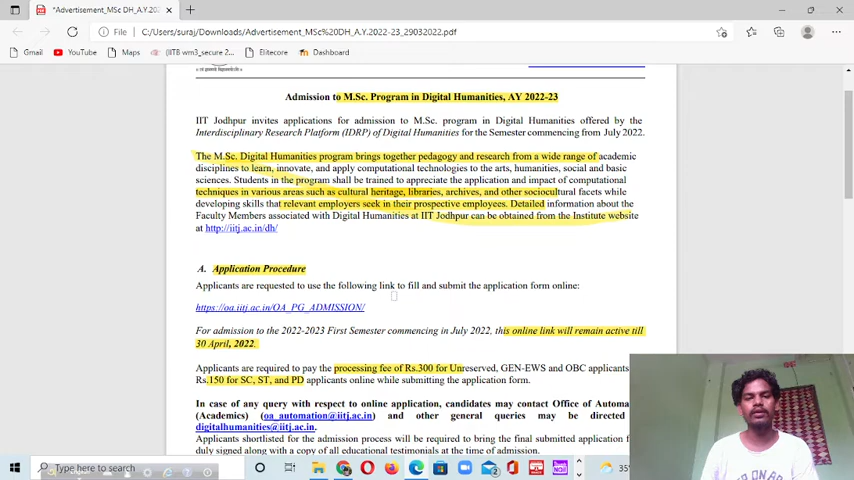 *Advertisement_MSc %20DH_A.Y.2
File
C:/Users/suraj/Downloads/Advertisement_MSc%20DH_A.Y.2022-23_29032022.pdf
Gmail
YouTube
Maps
(IITB wm3_secure 2...
Elitecore
Dashboard
Admission to M.Sc. Program in Digital Humanities, AY 2022-23
IIT Jodhpur invites applications for admission to M.Sc. program in Digital Humanities offered by the
Interdisciplinary Research Platform (IDRP) of Digital Humanities for the Semester commencing from July 2022.
The M.Sc. Digital Humanities program brings together pedagogy and research from a wide range of academic
disciplines to learn, innovate, and apply computational technologies to the arts, humanities, social and basic
sciences. Students in the program shall be trained to appreciate the application and impact of computational
techniques in various areas such as cultural heritage, libraries, archives, and other sociocultural facets while
developing skills that relevant employers seek in their prospective employees. Detailed information about the
Faculty Members associated with Digital Humanities at IIT Jodhpur can be obtained from the Institute website
at http://iitj.ac.in/dh/
A. Application Procedure
Applicants are requested to use the following link to fill and submit the application form online:
https://oa.iitj.ac.in/OA_PG_ADMISSION/
For admission to the 2022-2023 First Semester commencing in July 2022, this online link will remain active till
30 April, 2022.
Applicants are required to pay the processing fee of Rs.300 for Unreserved, GEN-EWS and OBC applicants
Rs.150 for SC, ST, and PD applicants online while submitting the application form.
In case of any query with respect to online application, candidates may contact Office of Automa
(Academics) (oa_automation@iitj.ac.in) and other general queries may be directed
digitalhumanities@iitj.ac.in.
Applicants shortlisted for the admission process will be required to bring the final submitted application f
duly signed along with a copy of all educational testimonials at the time of admission.
Type here to search
35°